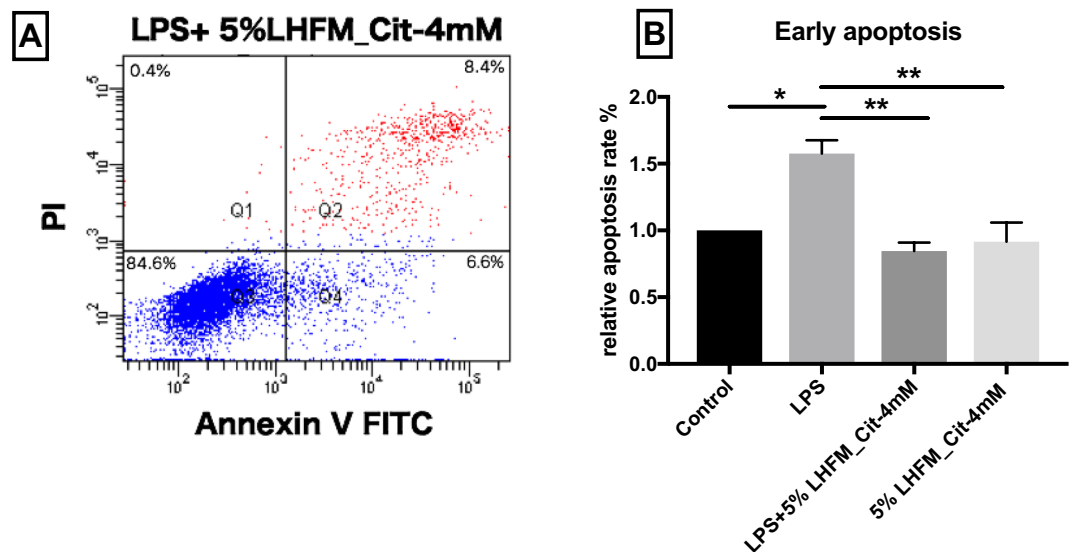 A
LPS+ 5%LHFM_Cit-4mM
0.4%
8.4%
Q1
Q2
84.6%
6.6%
Q3
Q4
PI
10^5
10^4
10^3
10^2
10^2
10^3
10^4
10^5
Annexin V FITC
B
Early apoptosis
**
*
**
relative apoptosis rate %
2.0
1.5
1.0
0.5
0.0
Control
LPS
LPS+5% LHFM_Cit-4mM
5% LHFM_Cit-4mM